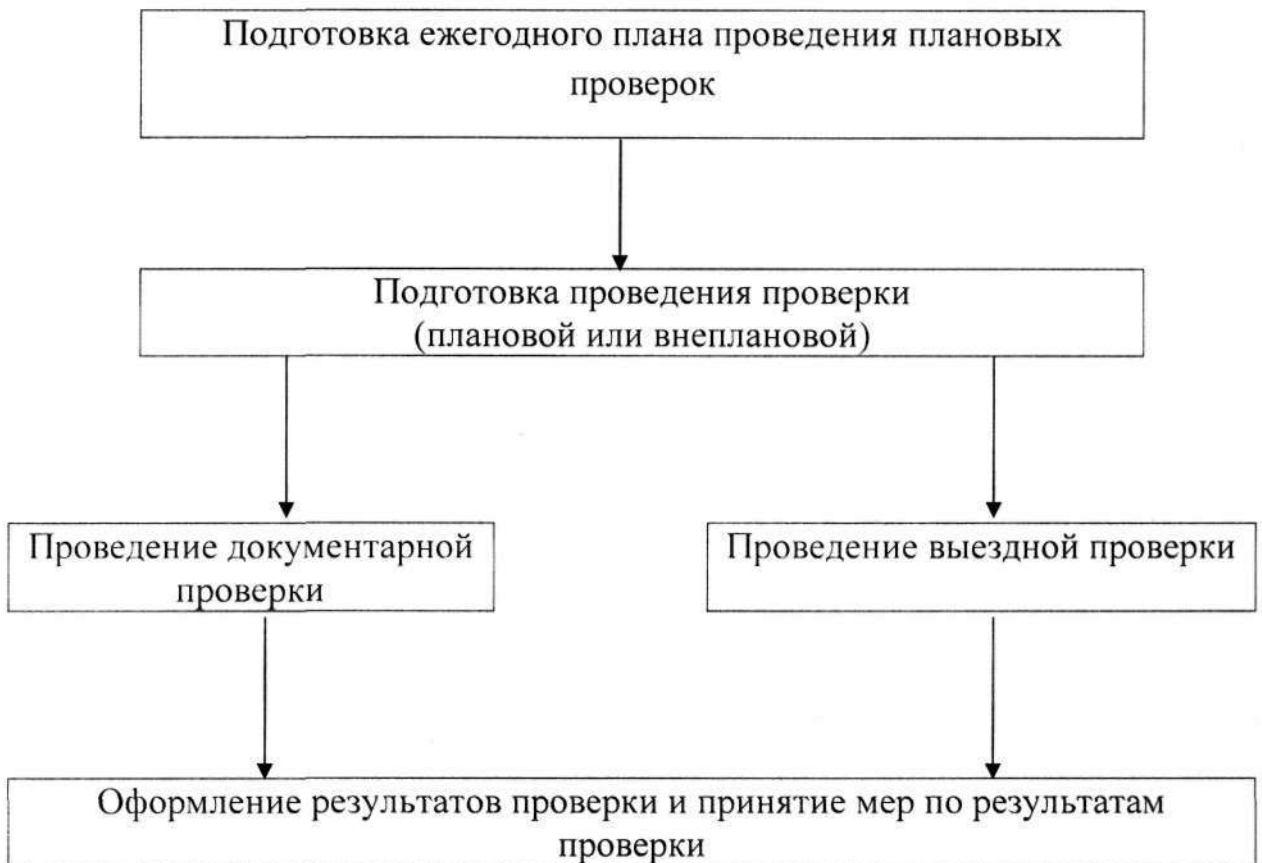 Подготовка ежегодного плана проведения плановых
проверок
Подготовка проведения проверки
(плановой или внеплановой)
Проведение документарной
проверки
Проведение выездной проверки
Оформление результатов проверки и принятие мер по результатам
проверки